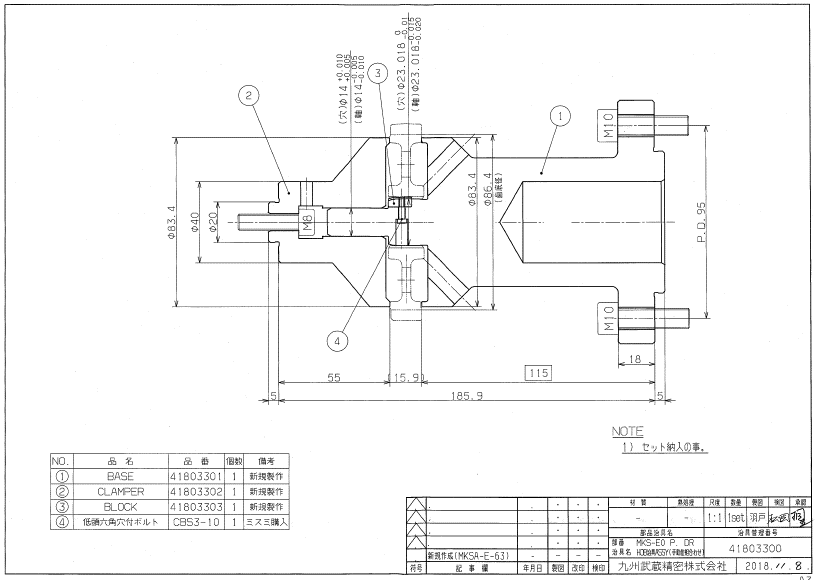 (穴)Φ14 +0.010 +0.005
(軸)Φ14 -0.005 -0.010
(穴)Φ23.018 0 -0.01
(軸)Φ23.018 -0.015 -0.020
②
③
①
④
M10
M10
M8
Φ83.4
Φ40
Φ20
Φ83.4
Φ86.4
P.D.95
18
115
5
55
(15.9)
185.9
5
NOTE
1) セット納入の事。
NO. 品 名 品 番 個数 備考
① BASE 41803301 1 新規製作
② CLAMPER 41803302 1 新規製作
③ BLOCK 41803303 1 新規製作
④ 低頭六角穴付ボルト CBS3-10 1 ミスミ購入
新規作成(MKSA-E-63) - - - -
符号 記 事 欄 年月日 製図 改印 検印
材 質 熱処理 尺度 数量 製図 検図 承認
- - 1:1 1set 羽戸
部品治具名 治具管理番号
部番 MKS-E0 P. DR
治具名
41803300
九州武蔵精密株式会社 2018.11.8.